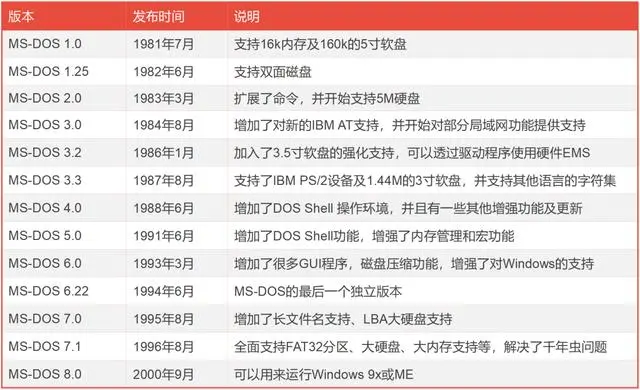 版本 发布时间 说明
MS-DOS 1.0 1981年7月 支持16k内存及160k的5寸软盘
MS-DOS 1.25 1982年6月 支持双面磁盘
MS-DOS 2.0 1983年3月 扩展了命令，并开始支持5M硬盘
MS-DOS 3.0 1984年8月 增加了对新的IBM AT支持，并开始对部分局域网功能提供支持
MS-DOS 3.2 1986年1月 加入了3.5寸软盘的强化支持，可以透过驱动程序使用硬件EMS
MS-DOS 3.3 1987年8月 支持了IBM PS/2设备及1.44M的3寸软盘，并支持其他语言的字符集
MS-DOS 4.0 1988年6月 增加了DOS Shell 操作环境，并且有一些其他增强功能及更新
MS-DOS 5.0 1991年6月 增加了DOS Shell功能，增强了内存管理和宏功能
MS-DOS 6.0 1993年3月 增加了很多GUI程序，磁盘压缩功能，增强了对Windows的支持
MS-DOS 6.22 1994年6月 MS-DOS的最后一个独立版本
MS-DOS 7.0 1995年8月 增加了长文件名支持、LBA大硬盘支持
MS-DOS 7.1 1996年8月 全面支持FAT32分区、大硬盘、大内存支持等，解决了千年虫问题
MS-DOS 8.0 2000年9月 可以用来运行Windows 9x或ME